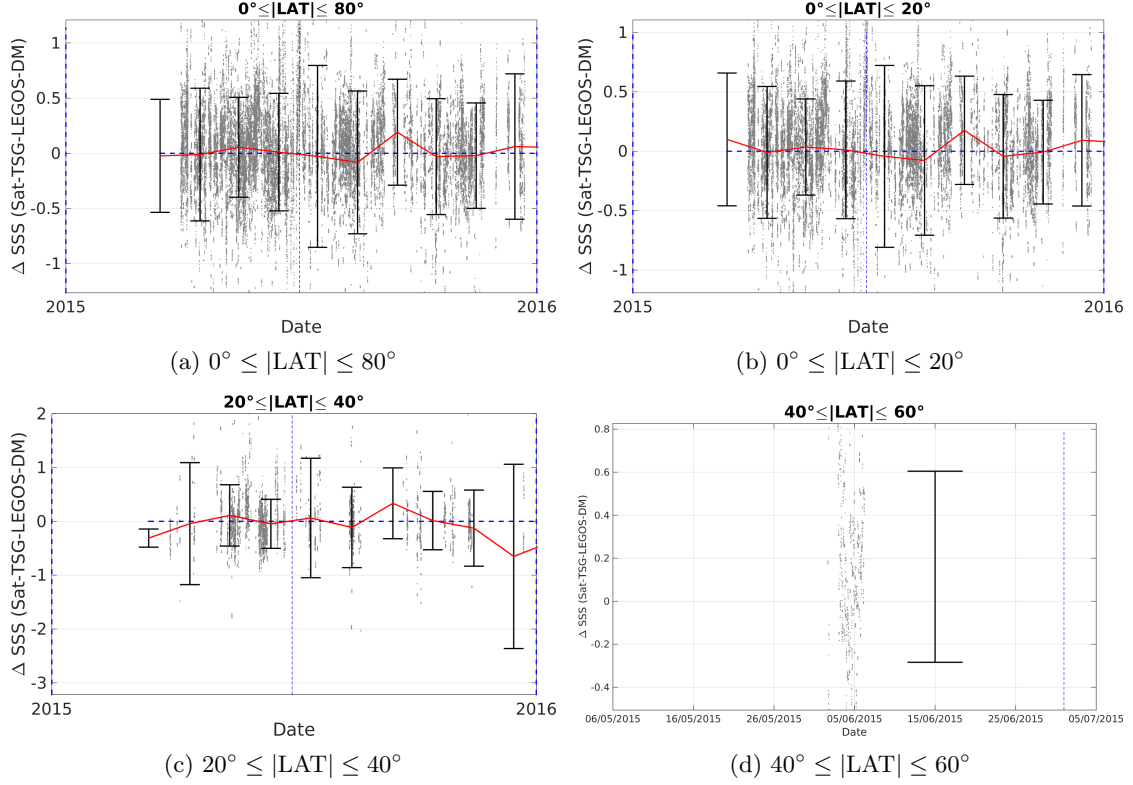 0°≤|LAT|≤ 80°
Δ SSS (Sat-TSG-LEGOS-DM)
1
0.5
0
-0.5
-1
2015 2016
Date
(a) 0° ≤ |LAT| ≤ 80°
0°≤|LAT|≤ 20°
Δ SSS (Sat-TSG-LEGOS-DM)
1
0.5
0
-0.5
-1
2015 2016
Date
(b) 0° ≤ |LAT| ≤ 20°
20°≤|LAT|≤ 40°
Δ SSS (Sat-TSG-LEGOS-DM)
2
1
0
-1
-2
-3
2015 2016
Date
(c) 20° ≤ |LAT| ≤ 40°
40°≤|LAT|≤ 60°
Δ SSS (Sat-TSG-LEGOS-DM)
0.8
0.6
0.4
0.2
0
-0.2
-0.4
06/05/2015 16/05/2015 26/05/2015 05/06/2015 15/06/2015 25/06/2015 05/07/2015
Date
(d) 40° ≤ |LAT| ≤ 60°